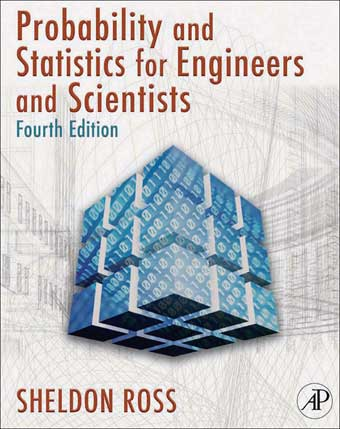 Probability and
Statistics for Engineers
and Scientists
Fourth Edition
SHELDON ROSS
AP